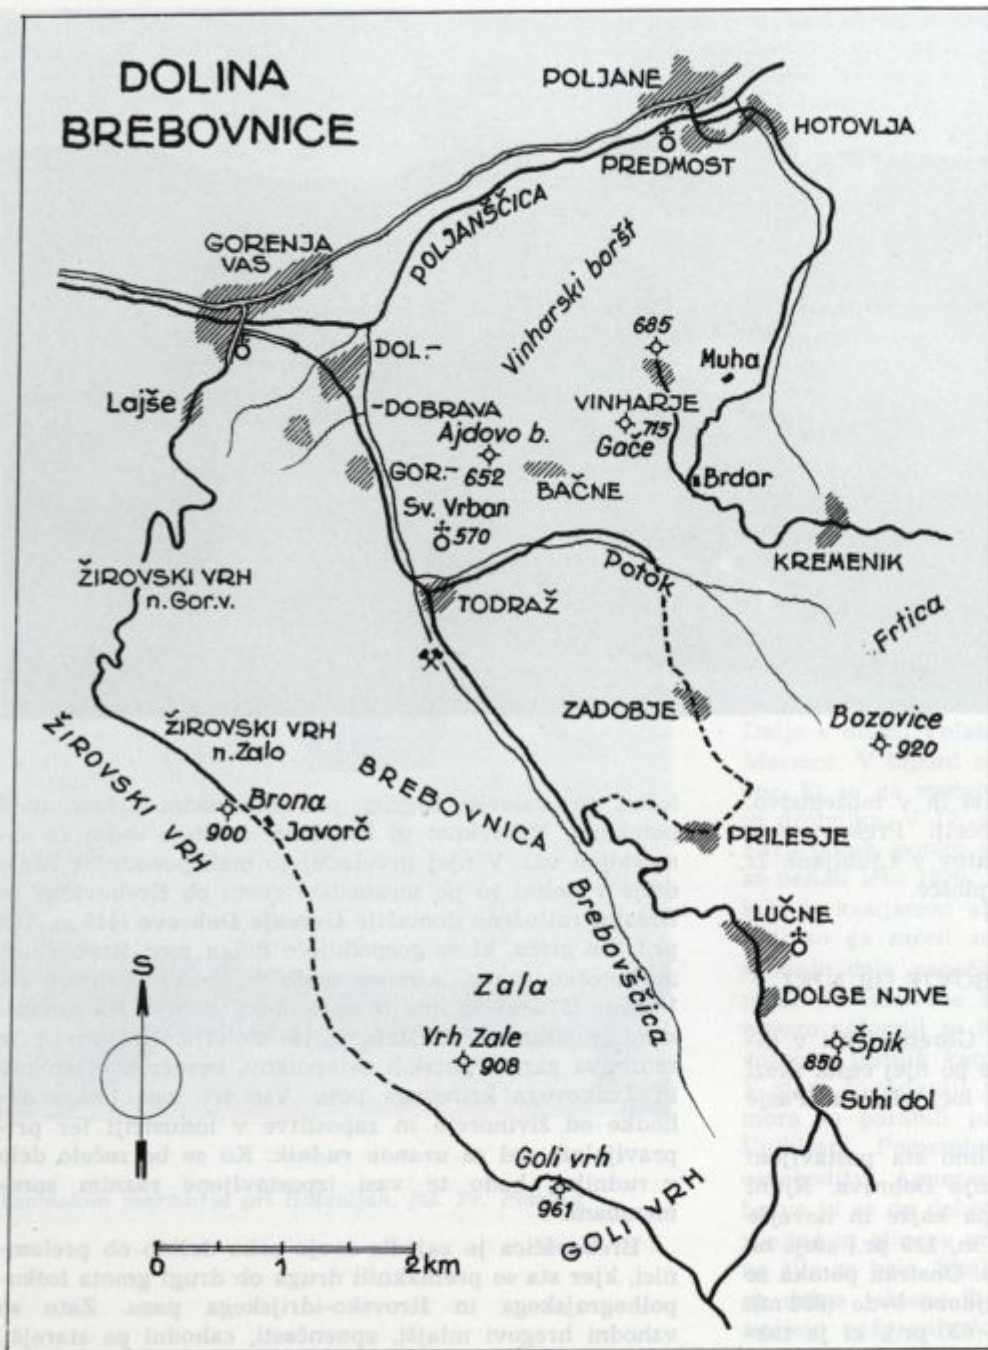 DOLINA
BREBOVNICE
POLJANE
HOTOVLJA
PREDMOST
POLJANŠČICA
GORENJA
VAS
Vinharski boršt
685
Muha
DOL.-
Lajše
-DOBRAVA
VINHARJE
715
Gače
Ajdovo b.
652
GOR.-
BAČNE
Brdar
Sv. Vrban
570
KREMENIK
Potok
ŽIROVSKI VRH
n. Gor. v.
TODRAŽ
Frtica
ZADOBJE
Bozovice
920
ŽIROVSKI VRH
n. Zalo
ŽIROVSKI VRH
BREBOVNICA
Brona
900
Javorč
PRILESJE
LUČNE
Brebovščica
S
Zala
DOLGE NJIVE
Vrh Zale
908
Špik
850
Suhi dol
Goli vrh
961
GOLI VRH
0 1 2 km